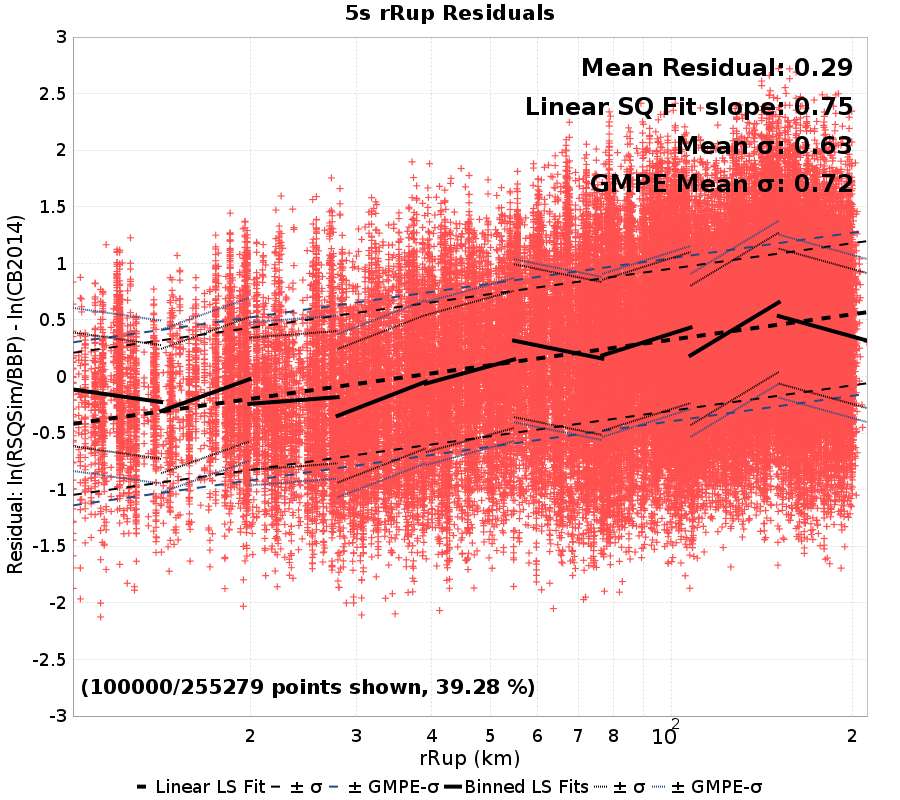 5s rRup Residuals
Residual: ln(RSQSim/BBP) - ln(CB2014)
3
2.5
2
1.5
1
0.5
0
-0.5
-1
-1.5
-2
-2.5
-3
Mean Residual: 0.29
Linear SQ Fit slope: 0.75
Mean σ: 0.63
GMPE Mean σ: 0.72
(100000/255279 points shown, 39.28 %)
2 3 4 5 6 7 8 10² 2
rRup (km)
Linear LS Fit ± σ ± GMPE-σ Binned LS Fits ± σ ± GMPE-σ